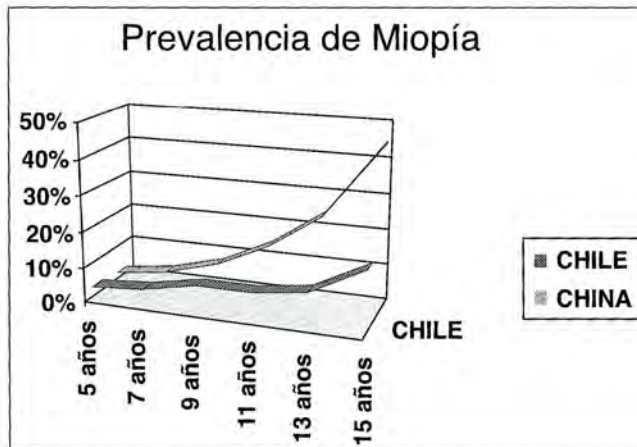 Prevalencia de Miopía
50%
40%
30%
20%
10%
0%
5 años
7 años
9 años
11 años
13 años
15 años
CHILE
CHILE
CHINA